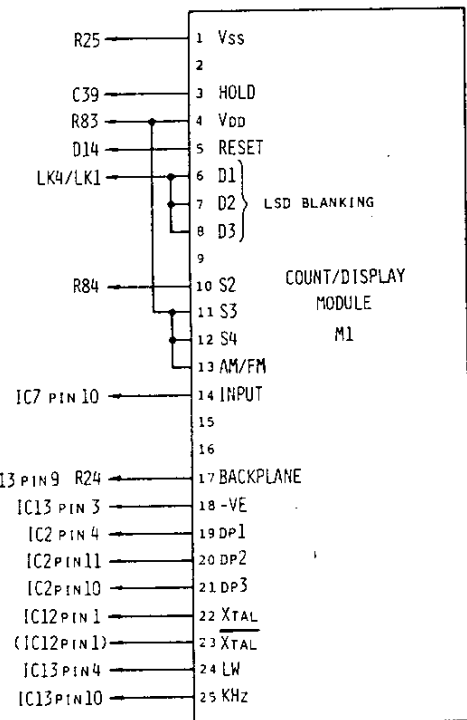 R25 1 Vss
2
C39 3 HOLD
R83 4 VDD
D14 5 RESET
LK4/LK1 6 D1
7 D2 LSD BLANKING
8 D3
9
R84 10 S2 COUNT/DISPLAY
11 S3 MODULE
12 S4 M1
13 AM/FM
IC7 PIN 10 14 INPUT
15
16
13 PIN 9 R24 17 BACKPLANE
IC13 PIN 3 18 -VE
IC2 PIN 4 19 DP1
IC2 PIN 11 20 DP2
IC2 PIN 10 21 DP3
IC12 PIN 1 22 XTAL
(IC12 PIN 1) 23 X̅T̅A̅L̅
IC13 PIN 4 24 LW
IC13 PIN 10 25 KHz